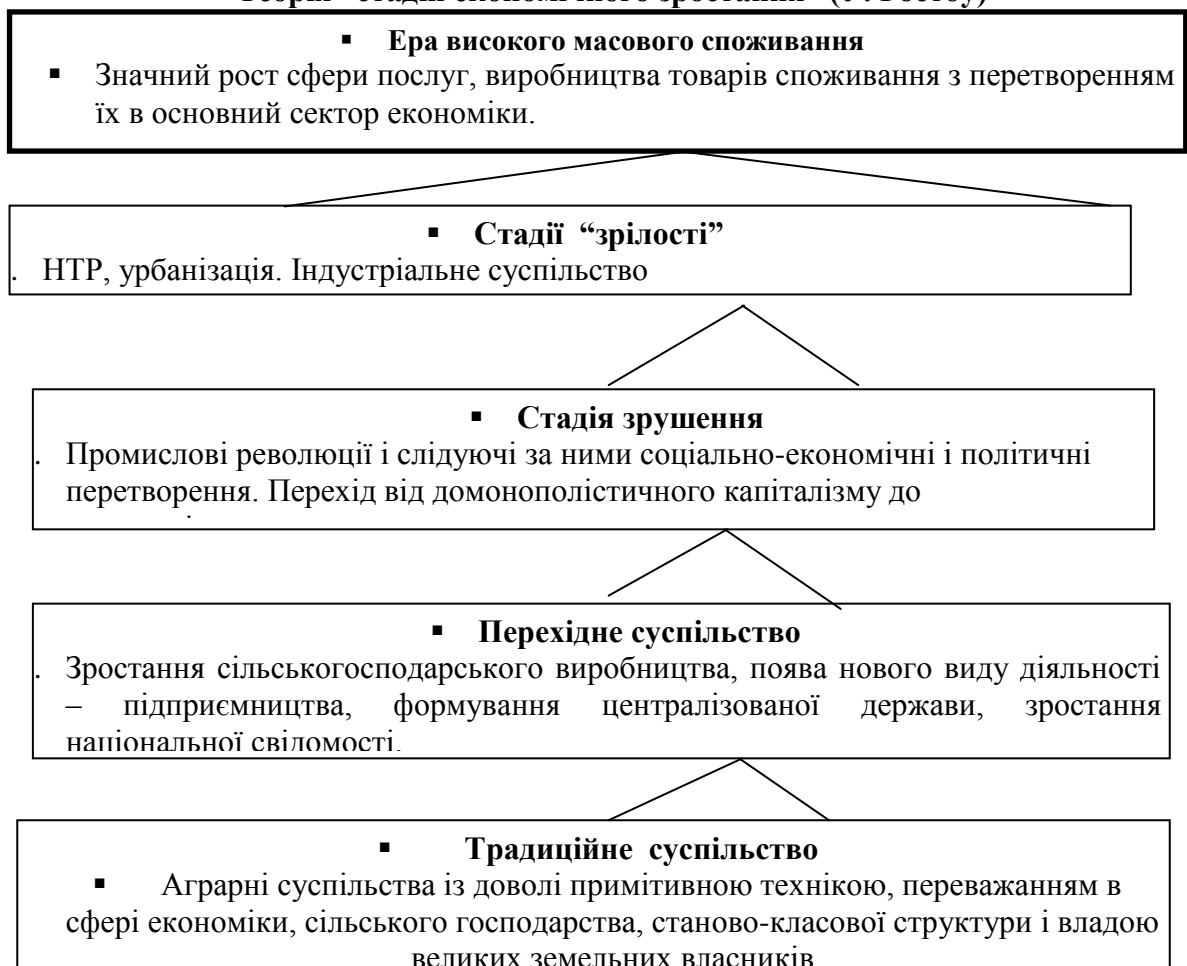 ▪ Ера високого масового споживання
▪ Значний рост сфери послуг, виробництва товарів споживання з перетворенням
їх в основний сектор економіки.
▪ Стадії “зрілості”
. НТР, урбанізація. Індустріальне суспільство
▪ Стадія зрушення
. Промислові революції і слідуючі за ними соціально-економічні і політичні
перетворення. Перехід від домонополістичного капіталізму до
▪ Перехідне суспільство
. Зростання сільськогосподарського виробництва, поява нового виду діяльності
– підприємництва, формування централізованої держави, зростання
національної свідомості.
▪ Традиційне суспільство
▪ Аграрні суспільства із доволі примітивною технікою, переважанням в
сфері економіки, сільського господарства, станово-класової структури і владою
великих земельних власників